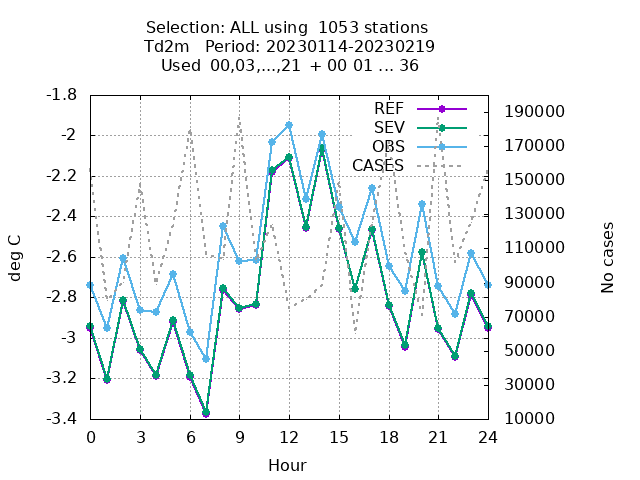 Selection: ALL using  1053 stations
Td2m   Period: 20230114-20230219
Used  00,03,...,21  + 00 01 ... 36
-1.8
-2
-2.2
-2.4
-2.6
-2.8
-3
-3.2
-3.4
deg C
REF
SEV
OBS
CASES
190000
170000
150000
130000
110000
90000
70000
50000
30000
10000
No cases
0 3 6 9 12 15 18 21 24
Hour